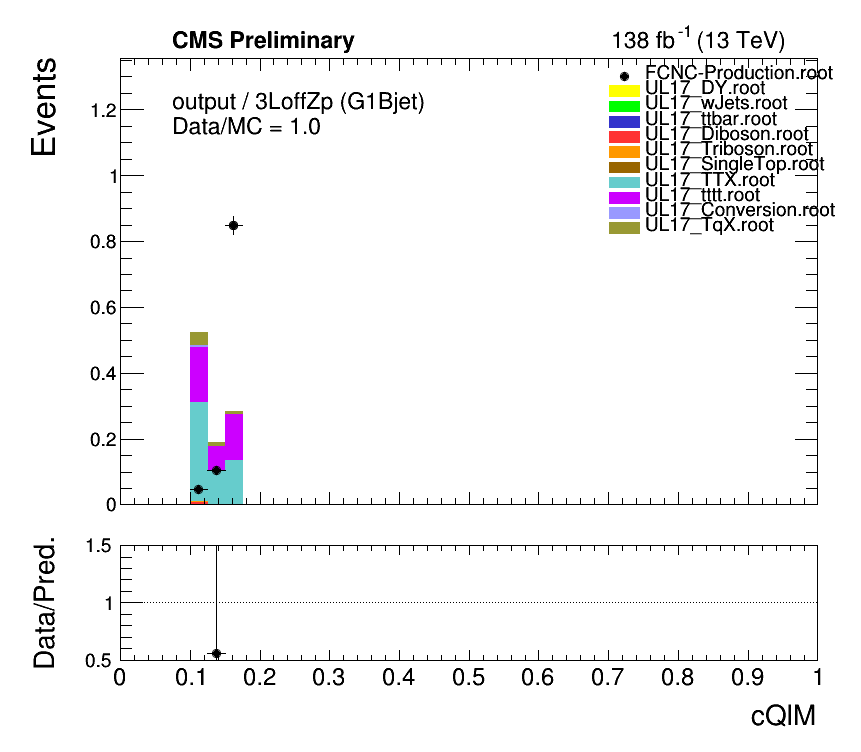 CMS Preliminary
138 fb-1 (13 TeV)
Events
output / 3LoffZp (G1Bjet)
Data/MC = 1.0
FCNC-Production.root
UL17_DY.root
UL17_wJets.root
UL17_ttbar.root
UL17_Diboson.root
UL17_Triboson.root
UL17_SingleTop.root
UL17_TTX.root
UL17_tttt.root
UL17_Conversion.root
UL17_TqX.root
1.2
1
0.8
0.6
0.4
0.2
0
Data/Pred.
1.5
1
0.5
0 0.1 0.2 0.3 0.4 0.5 0.6 0.7 0.8 0.9 1
cQlM